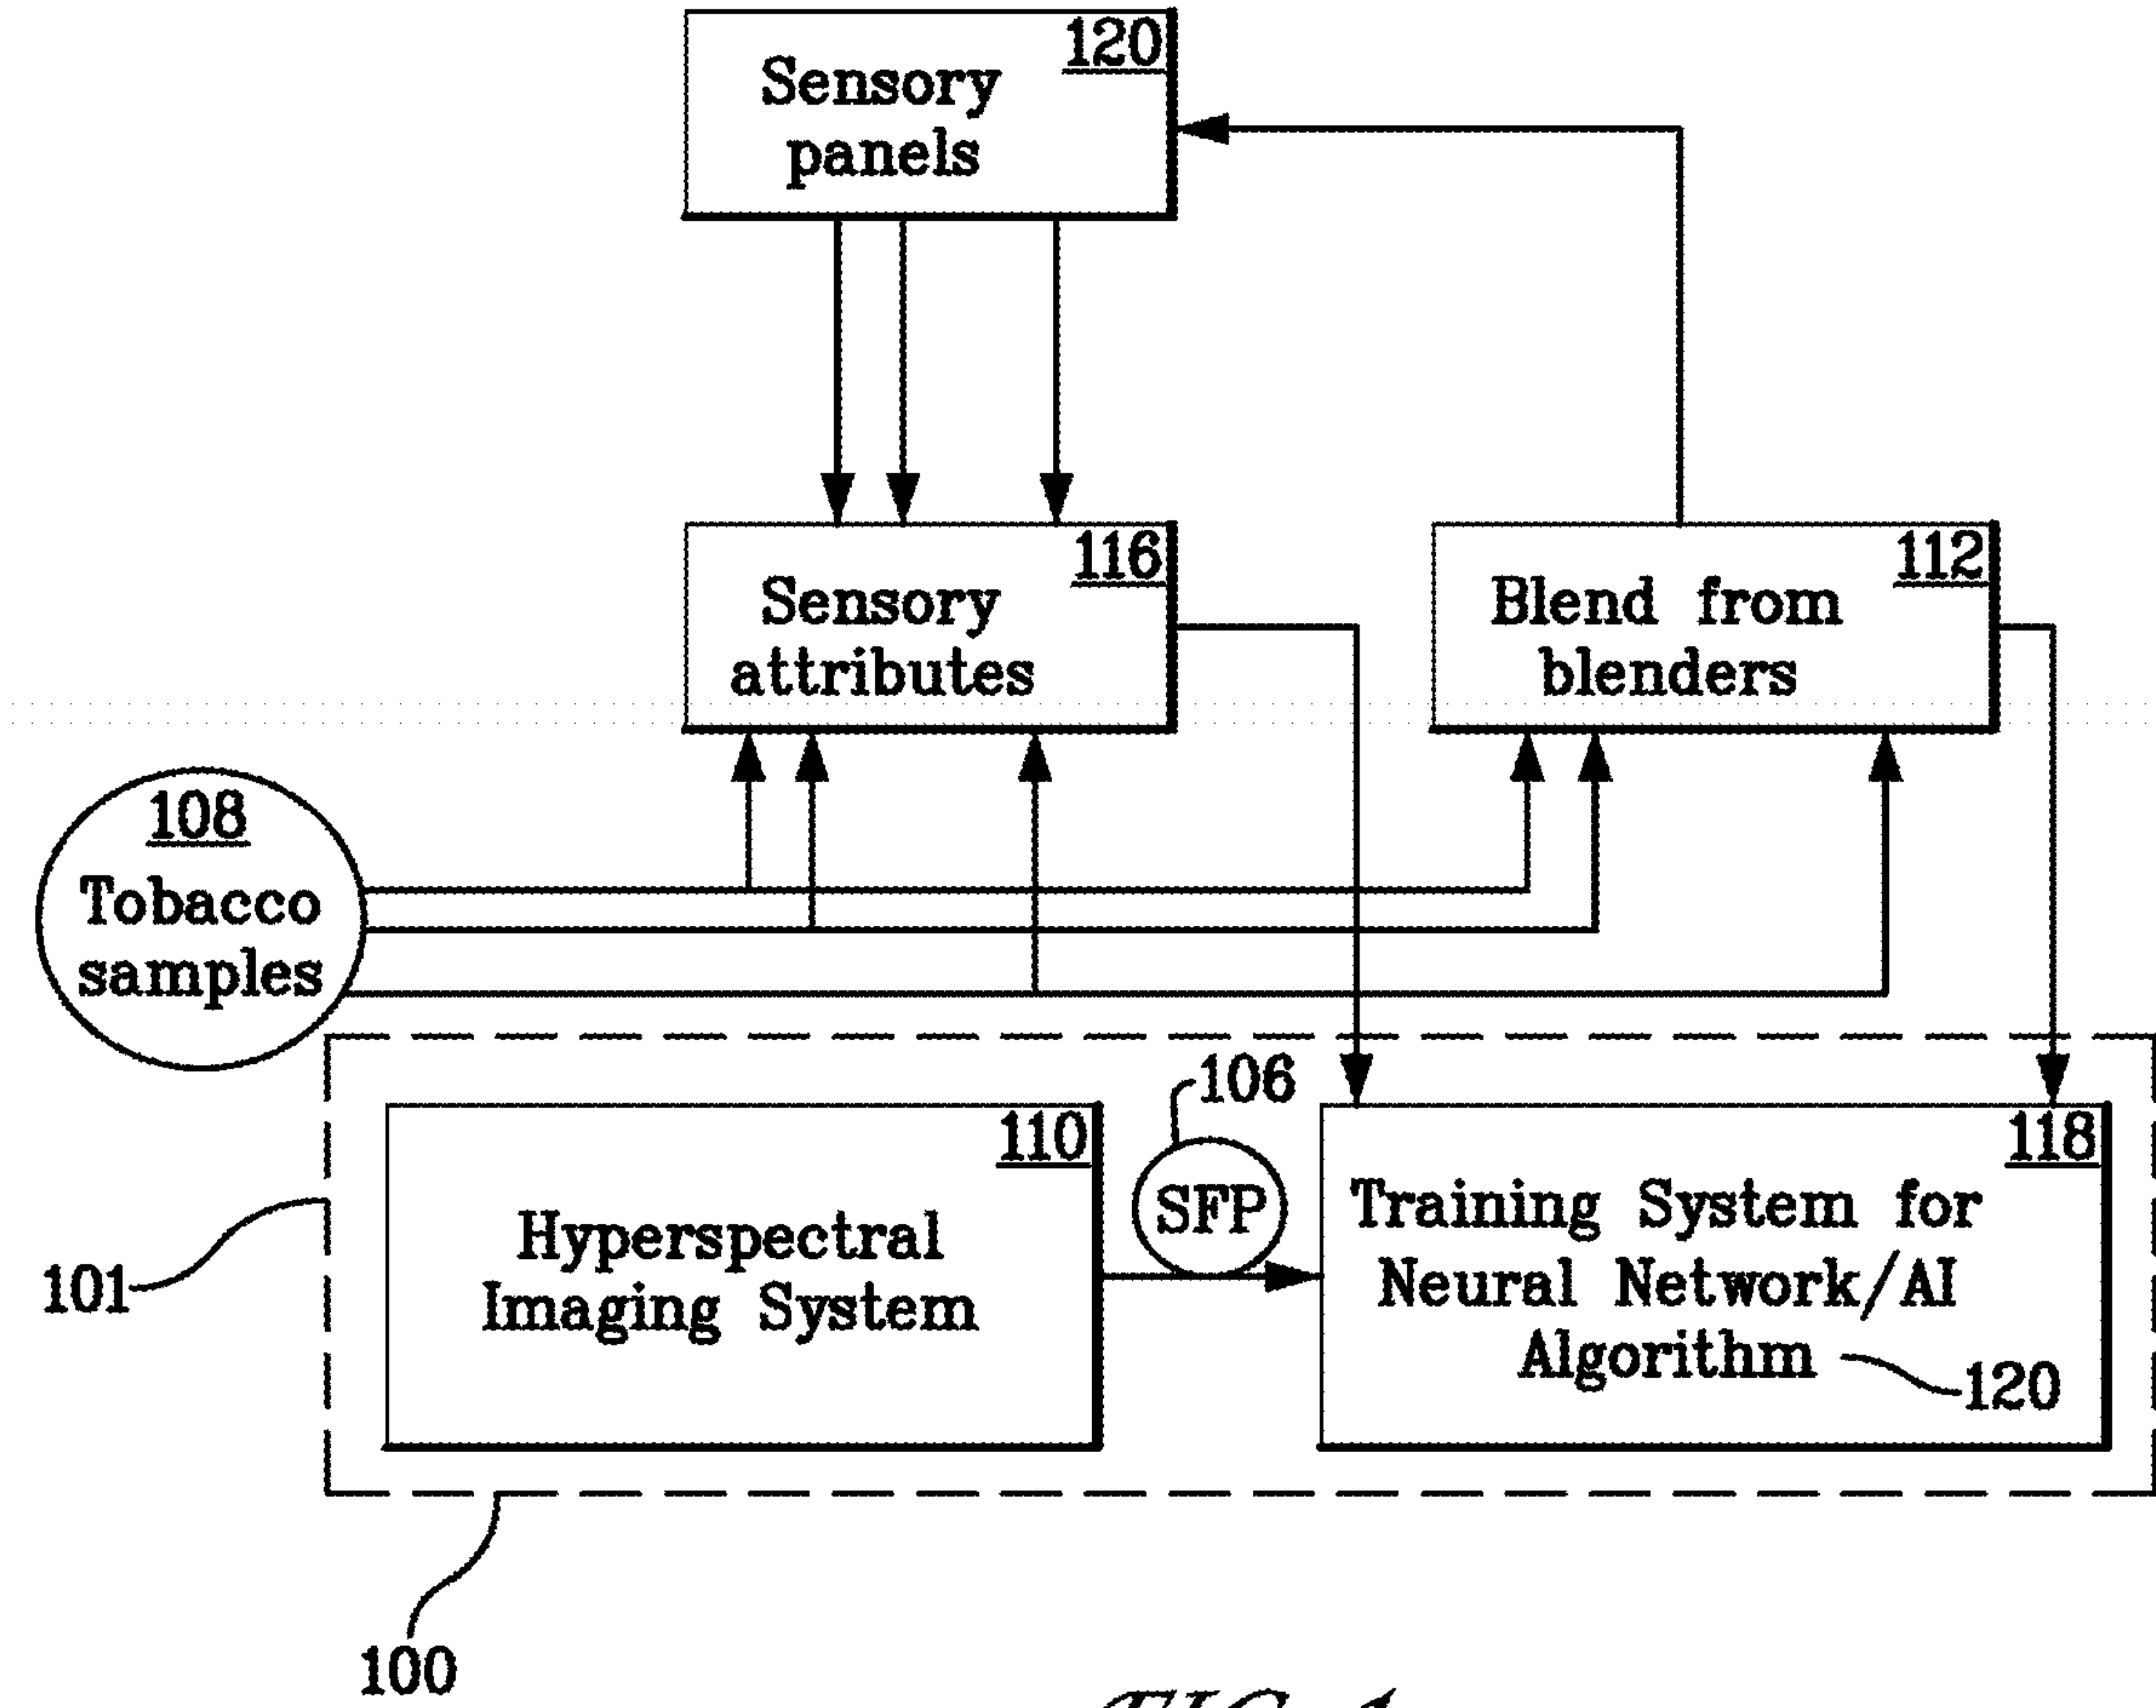 120
Sensory
panels
116
Sensory
attributes
112
Blend from
blenders
108
Tobacco
samples
106
SFP
110
Hyperspectral
Imaging System
118
Training System for
Neural Network/AI
Algorithm
120
101
100